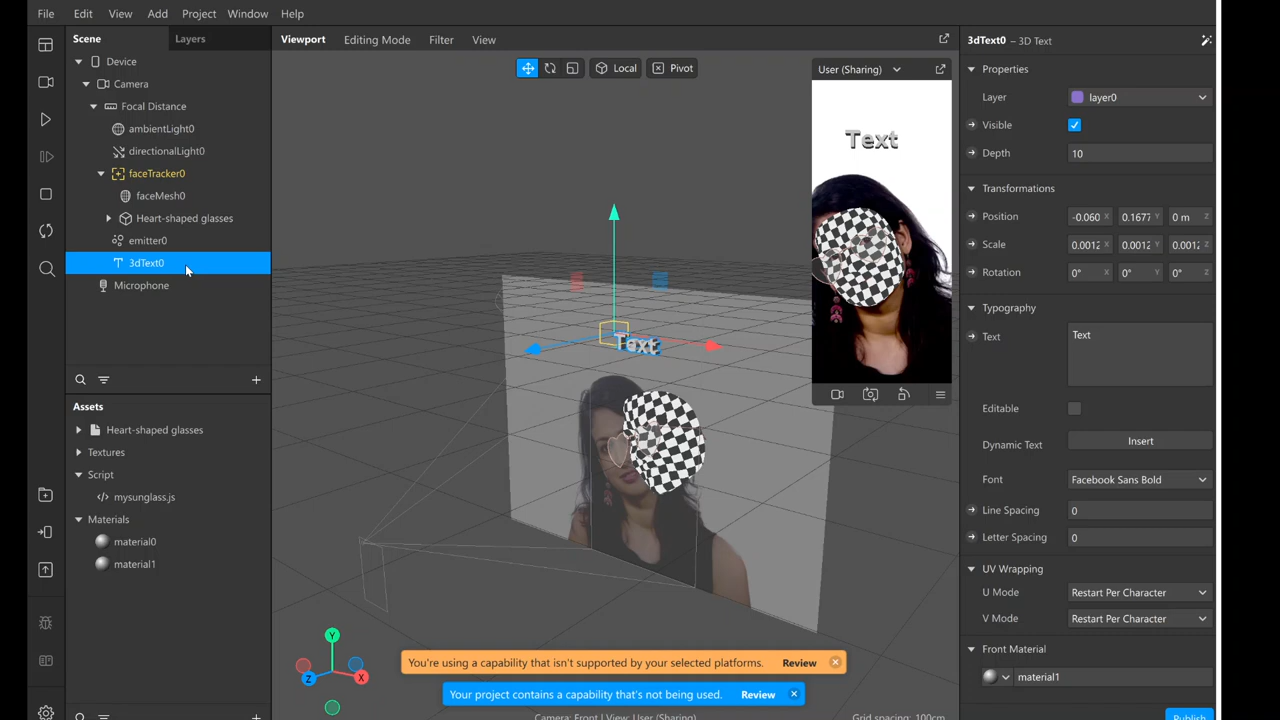 File Edit View Add Project Window Help
Scene Layers
Device
Camera
Focal Distance
ambientLight0
directionalLight0
faceTracker0
faceMesh0
Heart-shaped glasses
emitter0
3dText0
Microphone
Assets
Heart-shaped glasses
Textures
Script
mysunglass.js
Materials
material0
material1
Viewport Editing Mode Filter View
Local Pivot
User (Sharing)
Text
Text
Y
Z
X
You're using a capability that isn't supported by your selected platforms. Review
Your project contains a capability that's not being used. Review
Camera: Front | View: User (Sharing)
Grid spacing: 100cm
3dText0 – 3D Text
Properties
Layer layer0
Visible
Depth 10
Transformations
Position -0.060 X 0.1677 Y 0 m Z
Scale 0.0012 X 0.0012 Y 0.0012 Z
Rotation 0° X 0° Y 0° Z
Typography
Text Text
Editable
Dynamic Text Insert
Font Facebook Sans Bold
Line Spacing 0
Letter Spacing 0
UV Wrapping
U Mode Restart Per Character
V Mode Restart Per Character
Front Material
material1
Publish